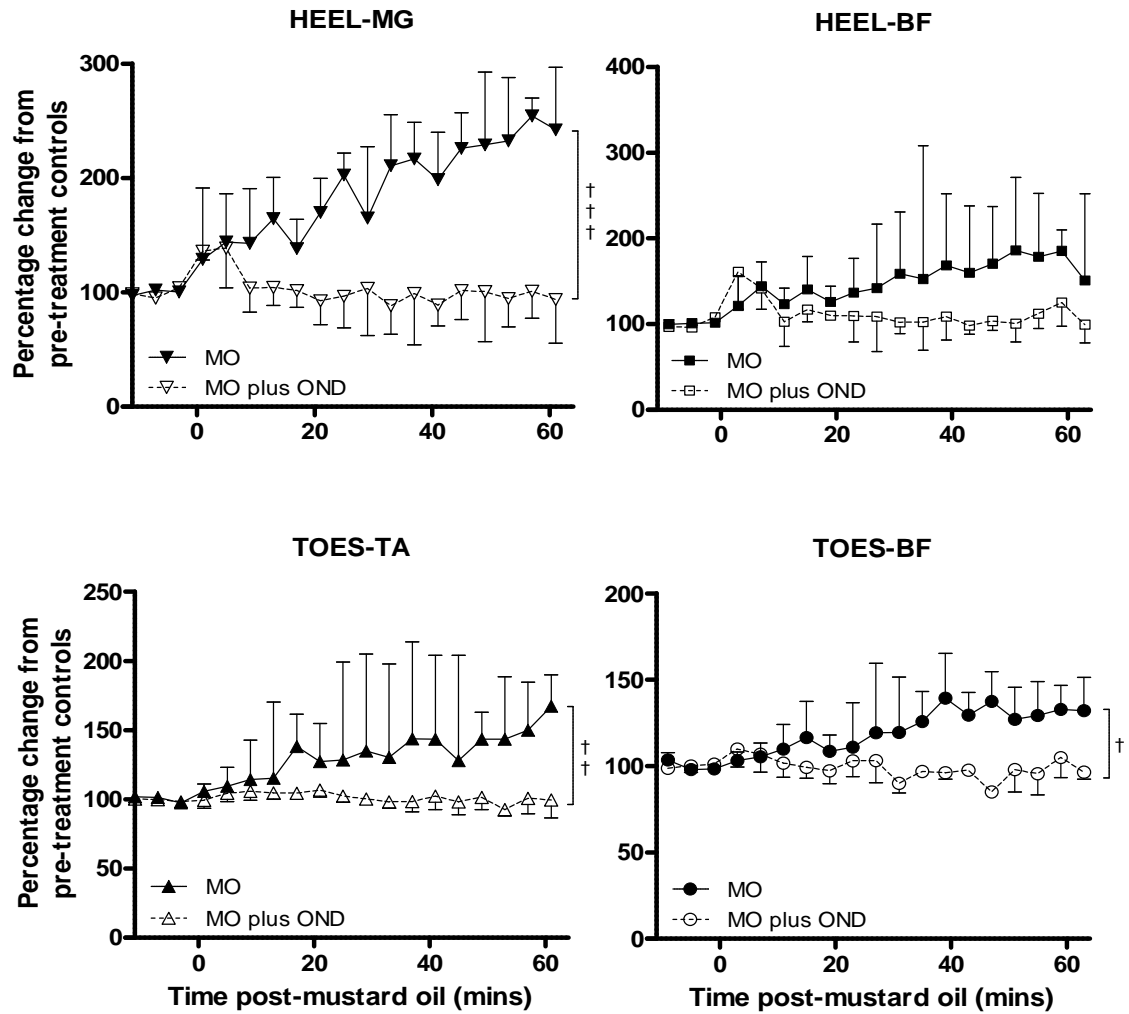 HEEL-MG
Percentage change from
pre-treatment controls
300
200
100
0
0 20 40 60
MO
MO plus OND
†††
HEEL-BF
400
300
200
100
0
0 20 40 60
MO
MO plus OND
TOES-TA
Percentage change from
pre-treatment controls
250
200
150
100
50
0
0 20 40 60
MO
MO plus OND
††
Time post-mustard oil (mins)
TOES-BF
200
150
100
50
0
0 20 40 60
MO
MO plus OND
†
Time post-mustard oil (mins)